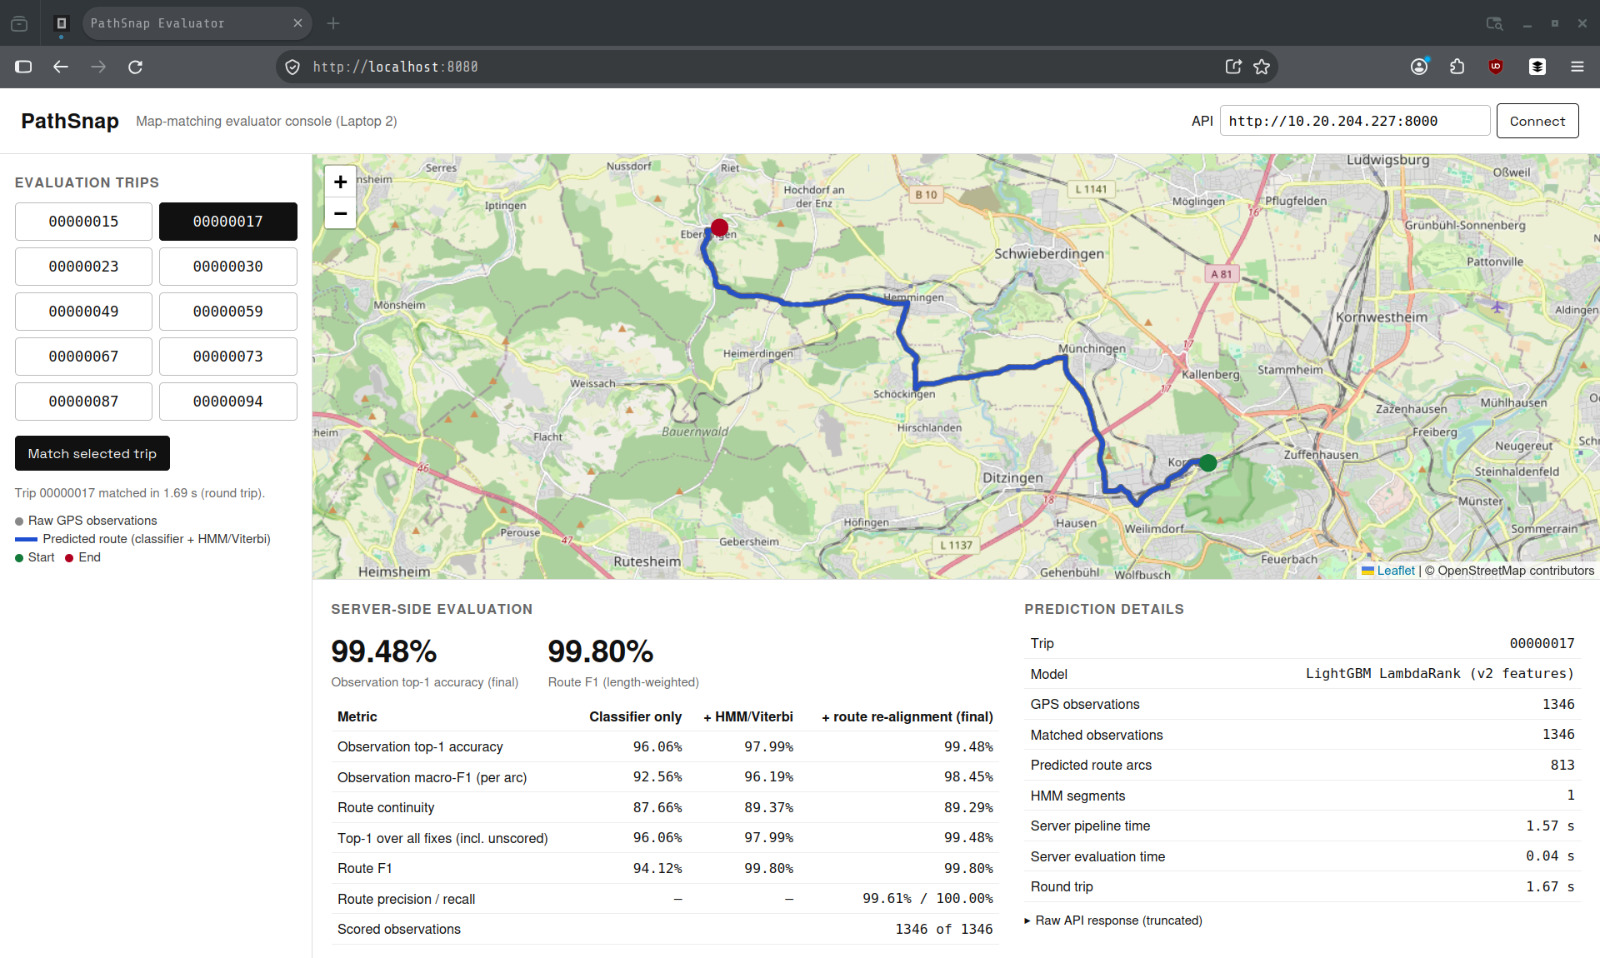 PathSnap Evaluator
http://localhost:8080
PathSnap Map-matching evaluator console (Laptop 2)
API http://10.20.204.227:8000 Connect
EVALUATION TRIPS
00000015 00000017
00000023 00000030
00000049 00000059
00000067 00000073
00000087 00000094
Match selected trip
Trip 00000017 matched in 1.69 s (round trip).
Raw GPS observations
Predicted route (classifier + HMM/Viterbi)
Start End
+
−
Serres
Nussdorf
Riet
Iptingen
Hochdorf an
der Enz
B 10
L 1141
Ludwigsburg
Oßweil
Möglingen
Pflugfelden
16
Grünbühl-Sonnenberg
Schwieberdingen
A 81
Pattonville
Mönsheim
Hemmingen
Kornwestheim
Aldingen
Heimerdingen
Münchingen
17
Kallenberg
Stammheim
17
Weissach
Schöckingen
Zazenhausen
Mühlhausen
Flacht
Bauernwald
Hirschlanden
Freiberg
Neugereut
46
Ditzingen
Zuffenhausen
Steinhaldenfeld
18
Münster
Höfingen
Hausen
Weilimdorf
Sommerrain
Perouse
47
Gebersheim
L 1137
Feuerbach
Heimsheim
Rutesheim
Gehenbühl
Wolfbusch
Leaflet | © OpenStreetMap contributors
SERVER-SIDE EVALUATION
99.48% 99.80%
Observation top-1 accuracy (final) Route F1 (length-weighted)
Metric Classifier only + HMM/Viterbi + route re-alignment (final)
Observation top-1 accuracy 96.06% 97.99% 99.48%
Observation macro-F1 (per arc) 92.56% 96.19% 98.45%
Route continuity 87.66% 89.37% 89.29%
Top-1 over all fixes (incl. unscored) 96.06% 97.99% 99.48%
Route F1 94.12% 99.80% 99.80%
Route precision / recall — — 99.61% / 100.00%
Scored observations 1346 of 1346
PREDICTION DETAILS
Trip 00000017
Model LightGBM LambdaRank (v2 features)
GPS observations 1346
Matched observations 1346
Predicted route arcs 813
HMM segments 1
Server pipeline time 1.57 s
Server evaluation time 0.04 s
Round trip 1.67 s
Raw API response (truncated)